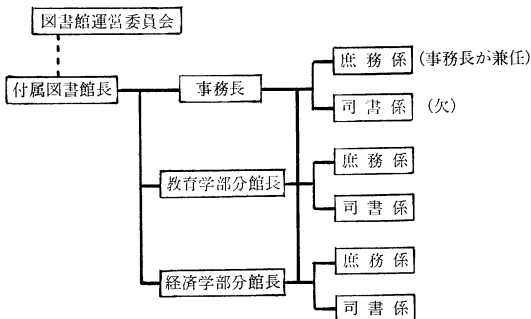 図書館運営委員会
付属図書館長
事務長
庶務係 (事務長が兼任)
司書係 (欠)
教育学部分館長
庶務係
司書係
経済学部分館長
庶務係
司書係